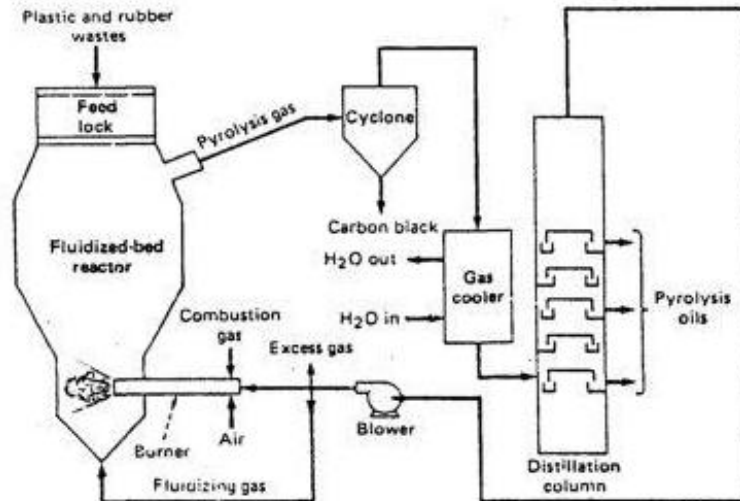 Plastic and rubber
wastes
Feed
lock
Pyrolysis gas
Cyclone
Carbon black
Fluidized-bed
reactor
H₂O out
Gas
cooler
H₂O in
Pyrolysis
oils
Combustion
gas
Excess gas
Burner
Air
Blower
Fluidizing gas
Distillation
column